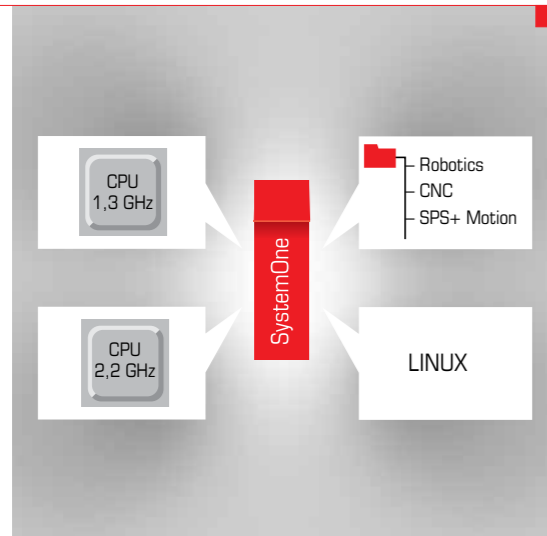 CPU
1,3 GHz
Robotics
CNC
SPS+ Motion
SystemOne
CPU
2,2 GHz
LINUX